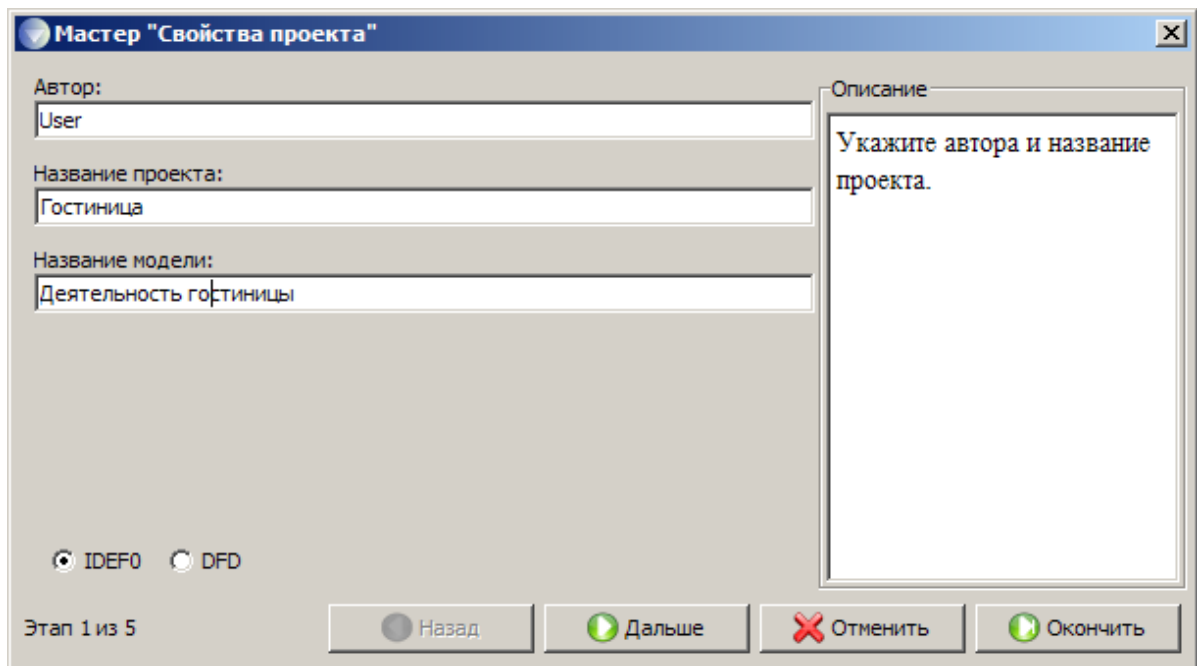 Мастер "Свойства проекта"
Автор:
User
Название проекта:
Гостиница
Название модели:
Деятельность гостиницы
IDEF0 DFD
Описание
Укажите автора и название
проекта.
Этап 1 из 5
Назад
Дальше
Отменить
Окончить